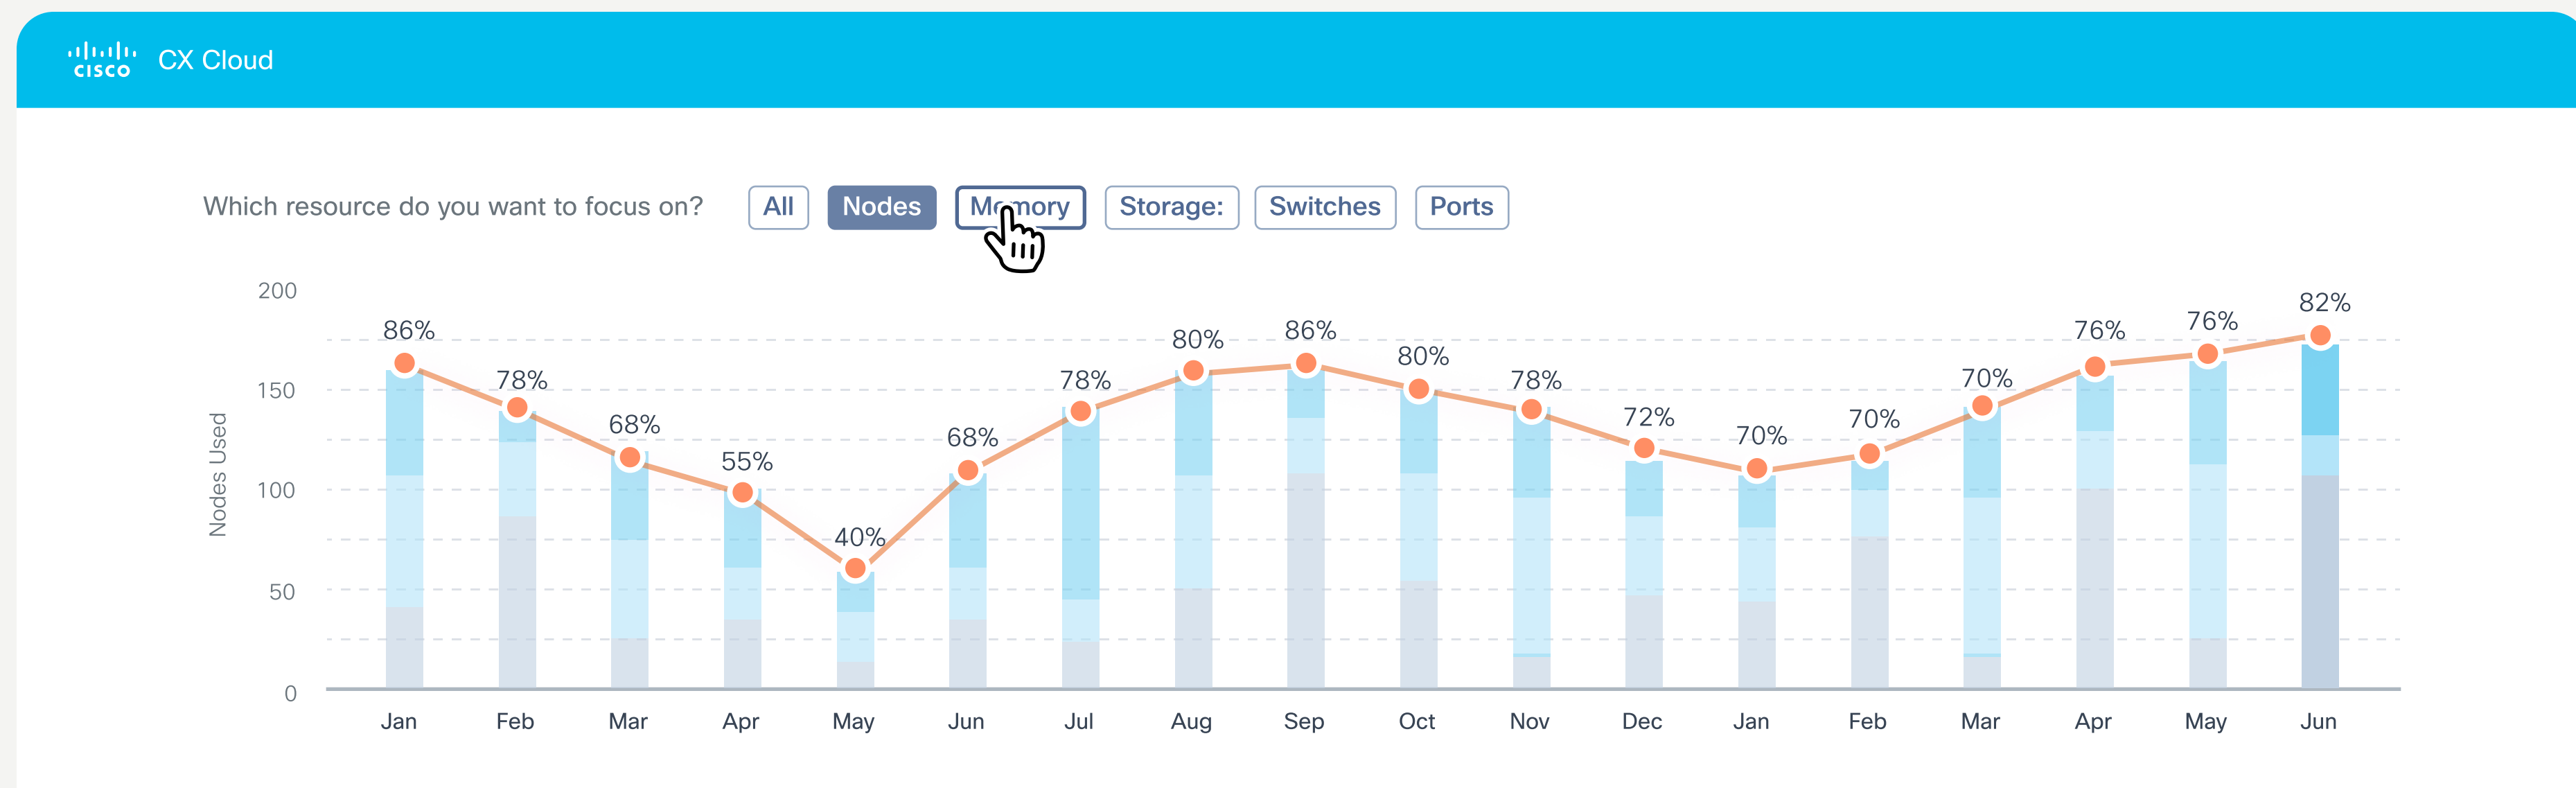 CISCO CX Cloud
Which resource do you want to focus on? All Nodes Memory Storage: Switches Ports
Nodes Used
200
150
100
50
0
86% 78% 68% 55% 40% 68% 78% 80% 86% 80% 78% 72% 70% 70% 70% 76% 76% 82%
Jan Feb Mar Apr May Jun Jul Aug Sep Oct Nov Dec Jan Feb Mar Apr May Jun